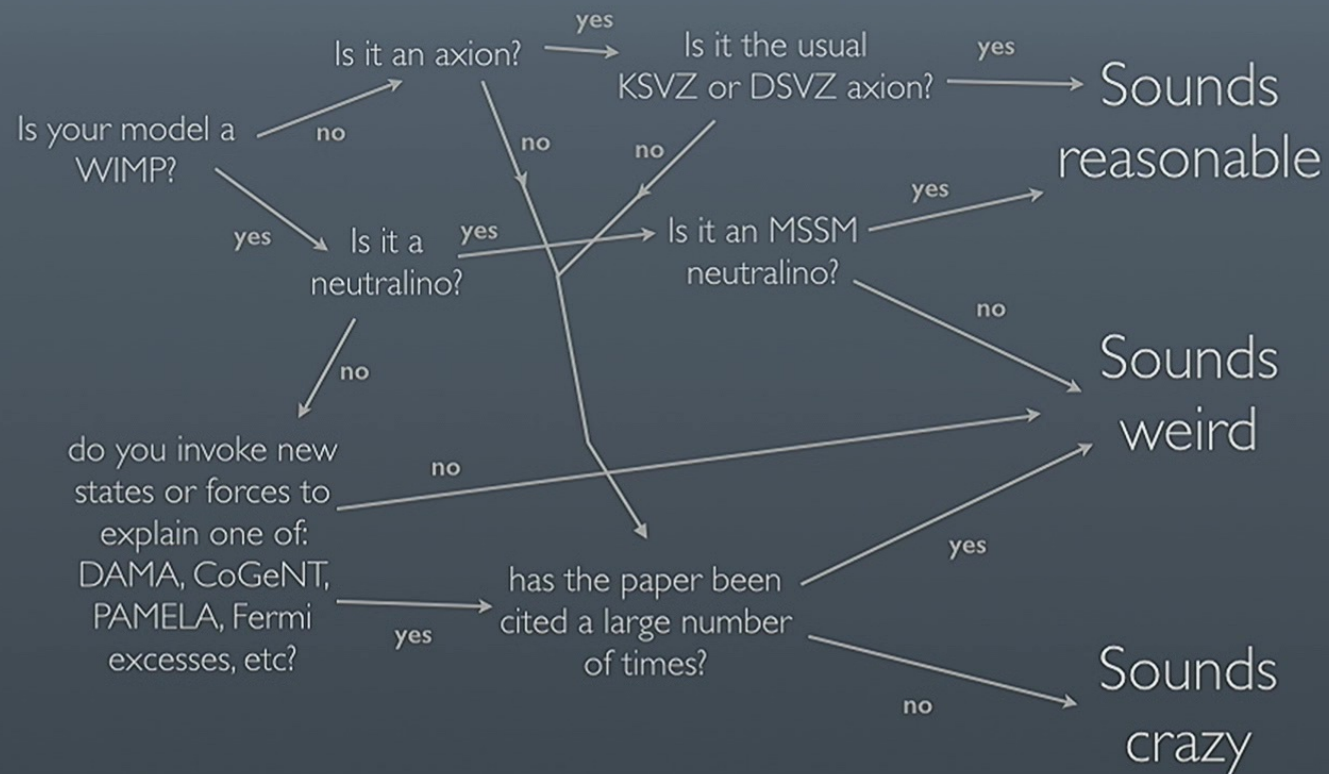 Is your model a
WIMP?
no
yes
Is it an axion?
yes
no
Is it the usual
KSVZ or DSVZ axion?
yes
no
Sounds
reasonable
Is it a
neutralino?
yes
no
Is it an MSSM
neutralino?
yes
no
Sounds
weird
do you invoke new
states or forces to
explain one of:
DAMA, CoGeNT,
PAMELA, Fermi
excesses, etc?
no
yes
has the paper been
cited a large number
of times?
yes
no
Sounds
crazy